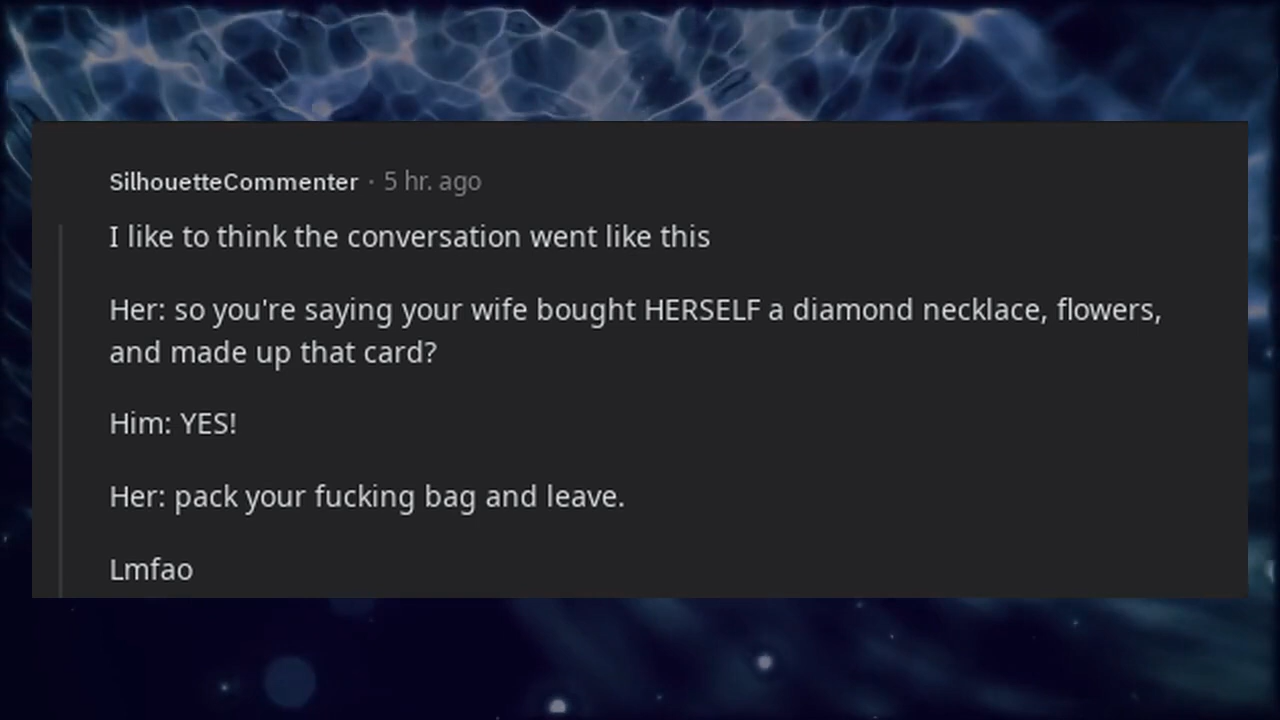 SilhouetteCommenter · 5 hr. ago
I like to think the conversation went like this
Her: so you're saying your wife bought HERSELF a diamond necklace, flowers,
and made up that card?
Him: YES!
Her: pack your fucking bag and leave.
Lmfao